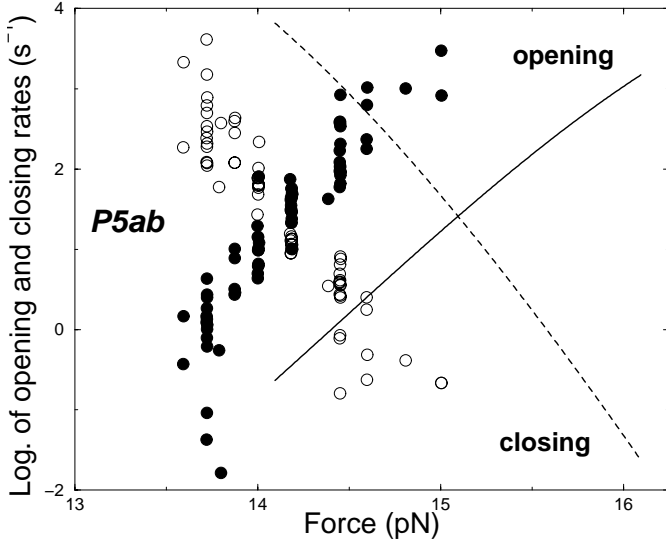 Log. of opening and closing rates (s⁻¹)
4
2
0
−2
opening
P5ab
closing
13
14
15
16
Force (pN)